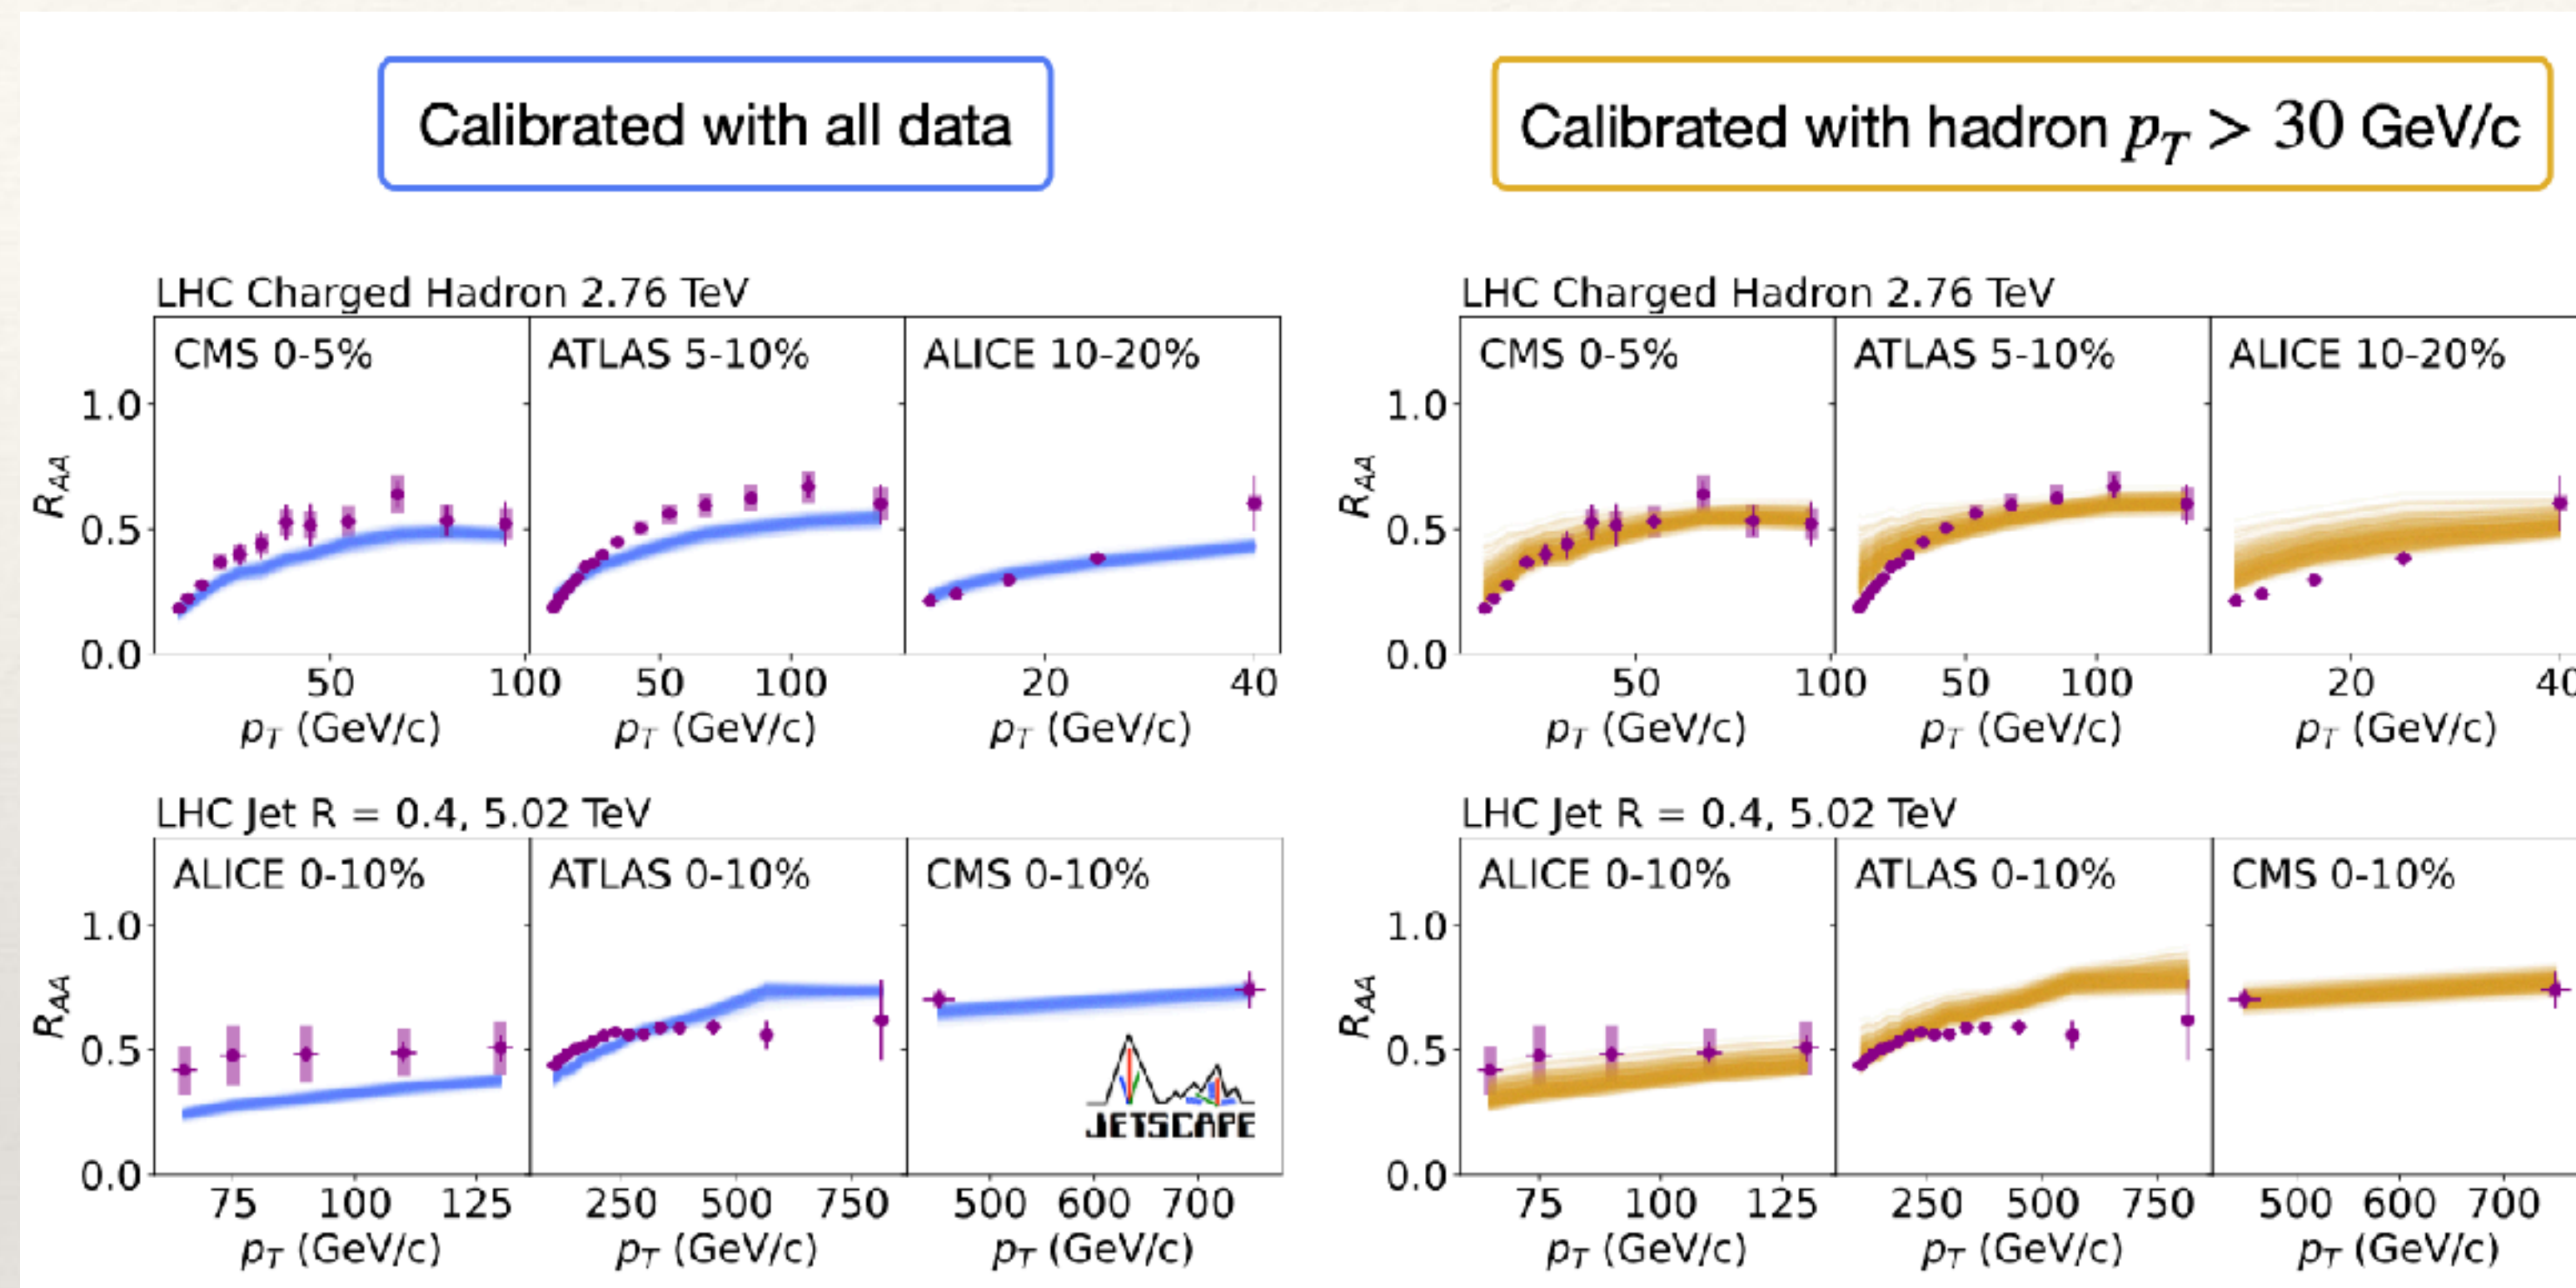 Calibrated with all data
LHC Charged Hadron 2.76 TeV
CMS 0-5%
ATLAS 5-10%
ALICE 10-20%
R_AA
1.0
0.5
0.0
50
100
50
100
20
40
p_T (GeV/c)
p_T (GeV/c)
p_T (GeV/c)
LHC Jet R = 0.4, 5.02 TeV
ALICE 0-10%
ATLAS 0-10%
CMS 0-10%
R_AA
1.0
0.5
0.0
JETSCAPE
75
100
125
250
500
750
500
600
700
p_T (GeV/c)
p_T (GeV/c)
p_T (GeV/c)
Calibrated with hadron p_T > 30 GeV/c
LHC Charged Hadron 2.76 TeV
CMS 0-5%
ATLAS 5-10%
ALICE 10-20%
R_AA
1.0
0.5
0.0
50
100
50
100
20
p_T (GeV/c)
p_T (GeV/c)
p_T (GeV/c)
LHC Jet R = 0.4, 5.02 TeV
ALICE 0-10%
ATLAS 0-10%
CMS 0-10%
R_AA
1.0
0.5
0.0
75
100
125
250
500
750
500
600
700
p_T (GeV/c)
p_T (GeV/c)
p_T (GeV/c)